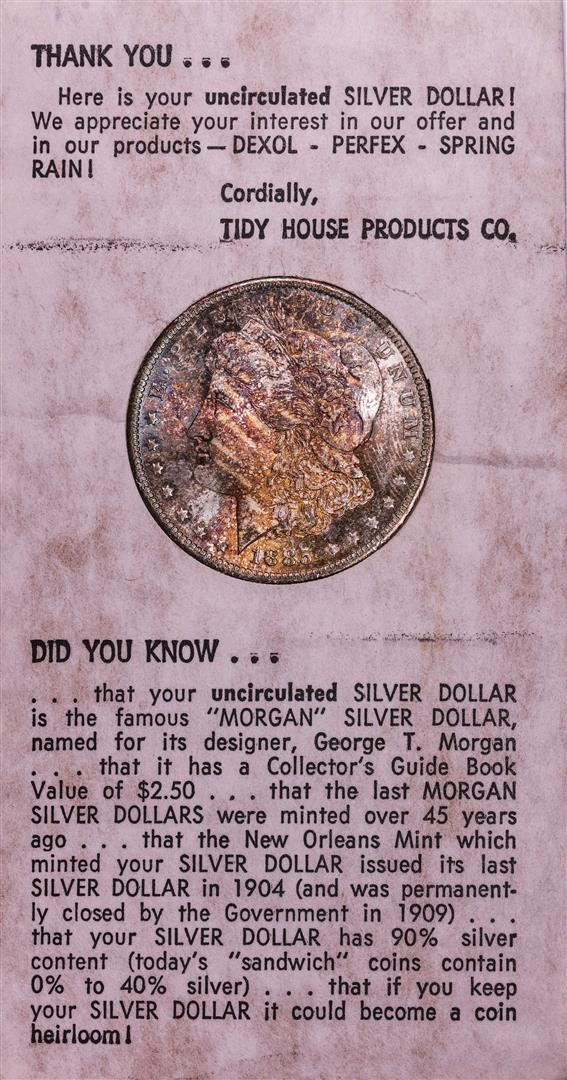 THANK YOU . . .
Here is your uncirculated SILVER DOLLAR!
We appreciate your interest in our offer and
in our products — DEXOL - PERFEX - SPRING
RAIN!
Cordially,
TIDY HOUSE PRODUCTS CO.
E PLURIBUS UNUM
1885
DID YOU KNOW . . .
. . . that your uncirculated SILVER DOLLAR
is the famous "MORGAN" SILVER DOLLAR,
named for its designer, George T. Morgan
. . . that it has a Collector's Guide Book
Value of $2.50 . . . that the last MORGAN
SILVER DOLLARS were minted over 45 years
ago . . . that the New Orleans Mint which
minted your SILVER DOLLAR issued its last
SILVER DOLLAR in 1904 (and was permanent-
ly closed by the Government in 1909) . . .
that your SILVER DOLLAR has 90% silver
content (today's "sandwich" coins contain
0% to 40% silver) . . . that if you keep
your SILVER DOLLAR it could become a coin
heirloom!